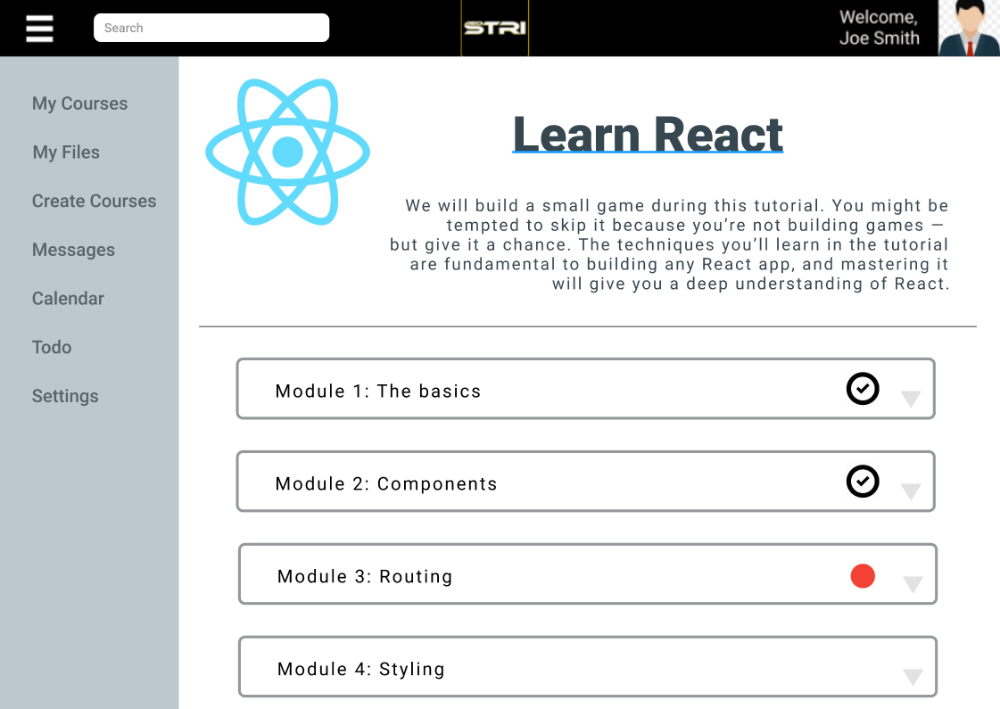 Search
STRI
Welcome,
Joe Smith
My Courses
My Files
Create Courses
Messages
Calendar
Todo
Settings
Learn React
We will build a small game during this tutorial. You might be
tempted to skip it because you’re not building games —
but give it a chance. The techniques you’ll learn in the tutorial
are fundamental to building any React app, and mastering it
will give you a deep understanding of React.
Module 1: The basics
Module 2: Components
Module 3: Routing
Module 4: Styling